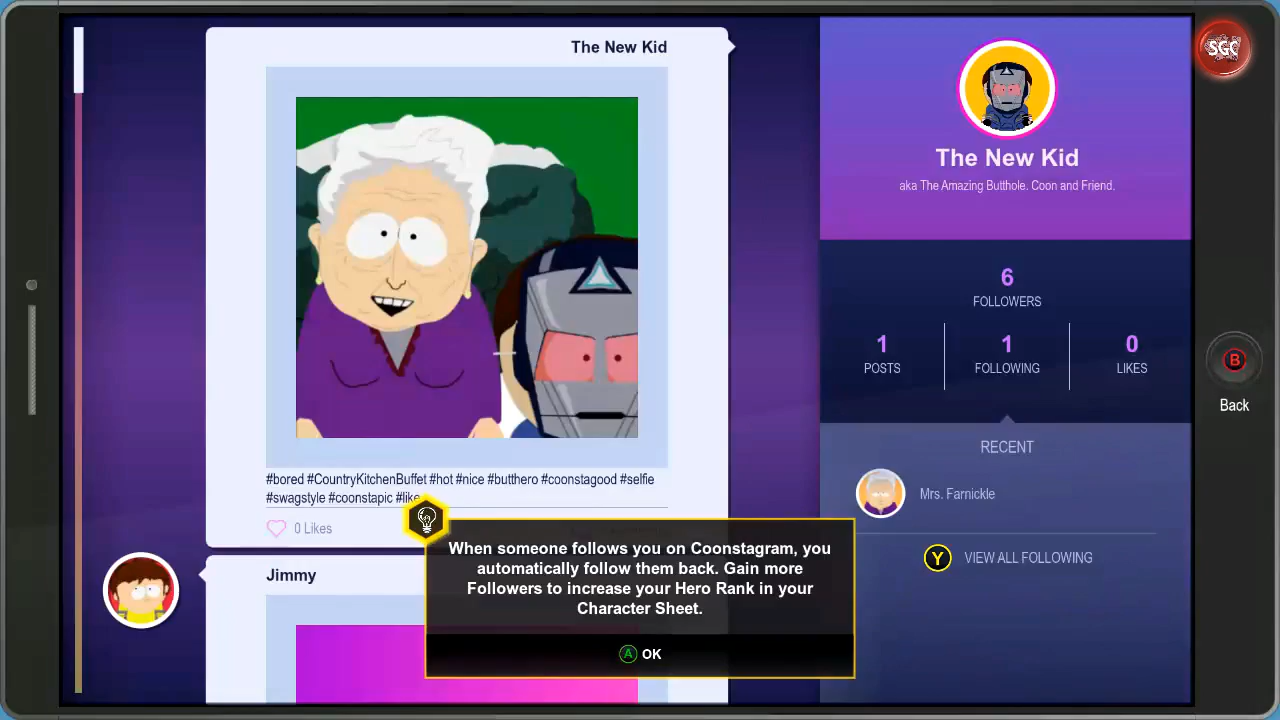 The New Kid
#bored #CountryKitchenBuffet #hot #nice #butthero #coonstagood #selfie
#swagstyle #coonstapic #like
0 Likes
Jimmy
SGC
The New Kid
aka The Amazing Butthole. Coon and Friend.
6
FOLLOWERS
1
POSTS
1
FOLLOWING
0
LIKES
RECENT
Mrs. Farnickle
Y VIEW ALL FOLLOWING
B
Back
When someone follows you on Coonstagram, you
automatically follow them back. Gain more
Followers to increase your Hero Rank in your
Character Sheet.
A OK